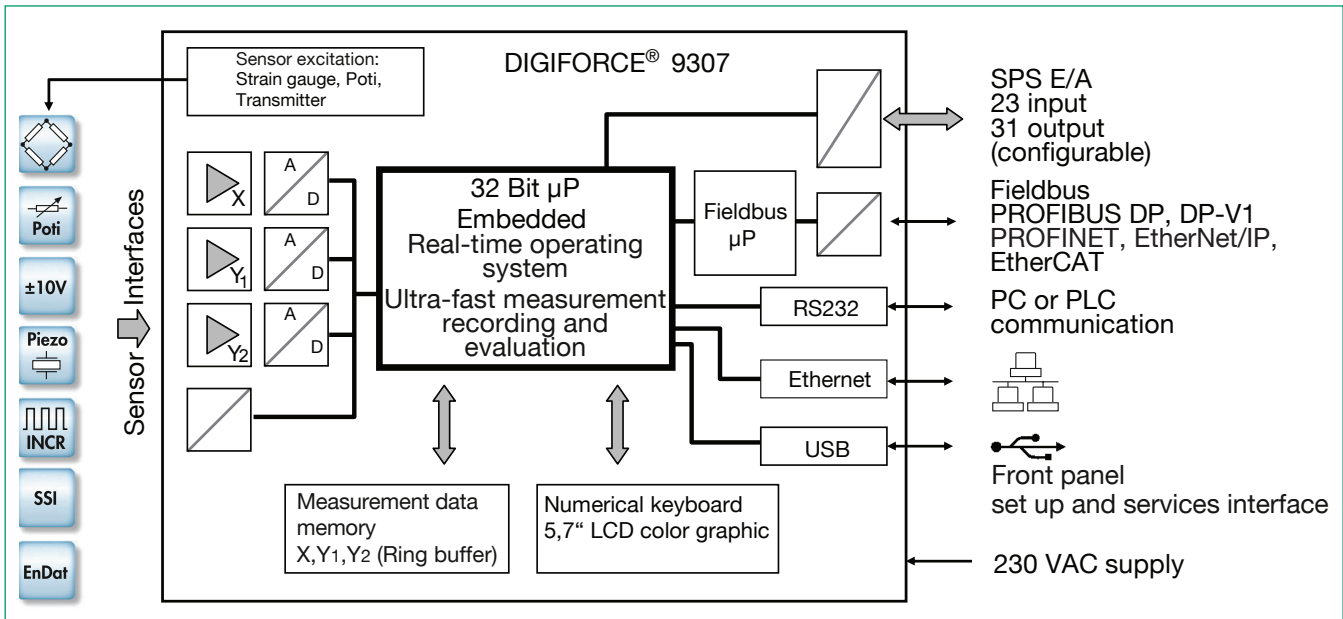 Sensor excitation:
Strain gauge, Poti,
Transmitter
DIGIFORCE® 9307
Poti
±10V
Piezo
INCR
SSI
EnDat
Sensor Interfaces
X
A
D
Y1
A
D
Y2
A
D
32 Bit µP
Embedded
Real-time operating
system
Ultra-fast measurement
recording and
evaluation
Fieldbus
µP
RS232
Ethernet
USB
Measurement data
memory
X,Y1,Y2 (Ring buffer)
Numerical keyboard
5,7“ LCD color graphic
SPS E/A
23 input
31 output
(configurable)
Fieldbus
PROFIBUS DP, DP-V1
PROFINET, EtherNet/IP,
EtherCAT
PC or PLC
communication
Front panel
set up and services interface
230 VAC supply